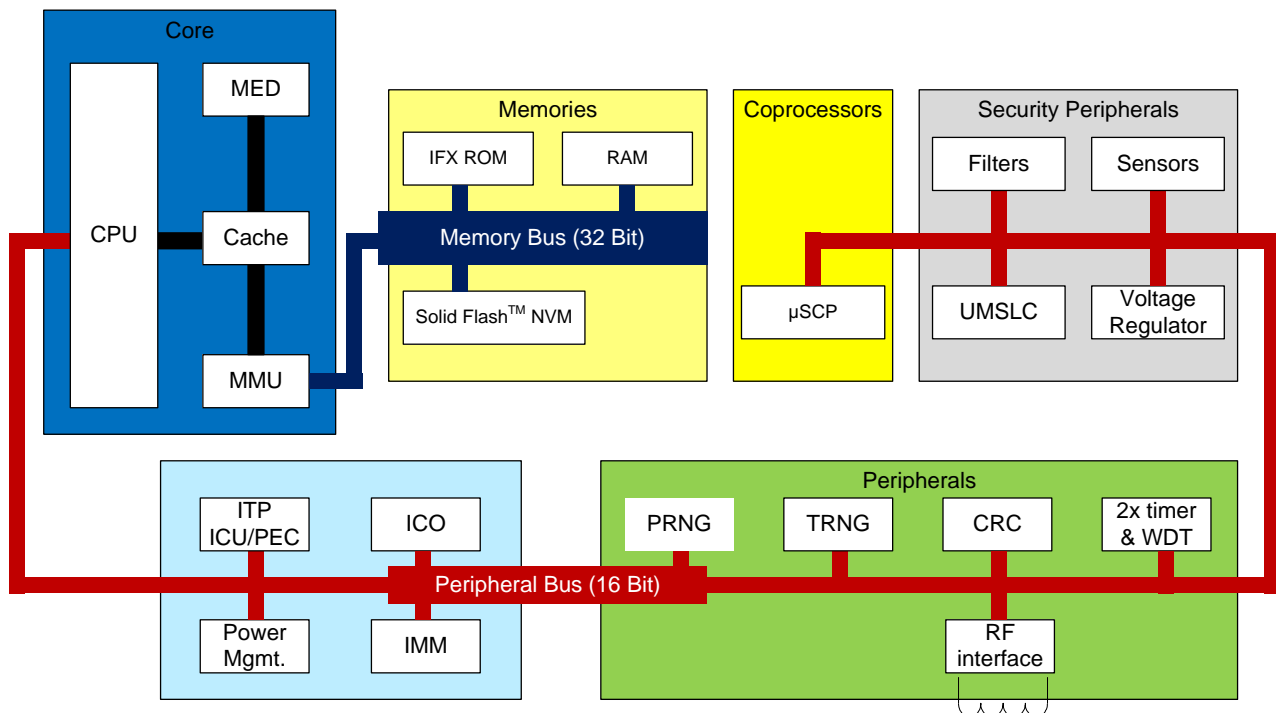 Core
CPU
MED
Cache
MMU
Memories
IFX ROM
RAM
Memory Bus (32 Bit)
Solid Flash™ NVM
Coprocessors
µSCP
Security Peripherals
Filters
Sensors
UMSLC
Voltage
Regulator
ITP
ICU/PEC
ICO
Power
Mgmt.
IMM
Peripheral Bus (16 Bit)
Peripherals
PRNG
TRNG
CRC
2x timer
& WDT
RF
interface